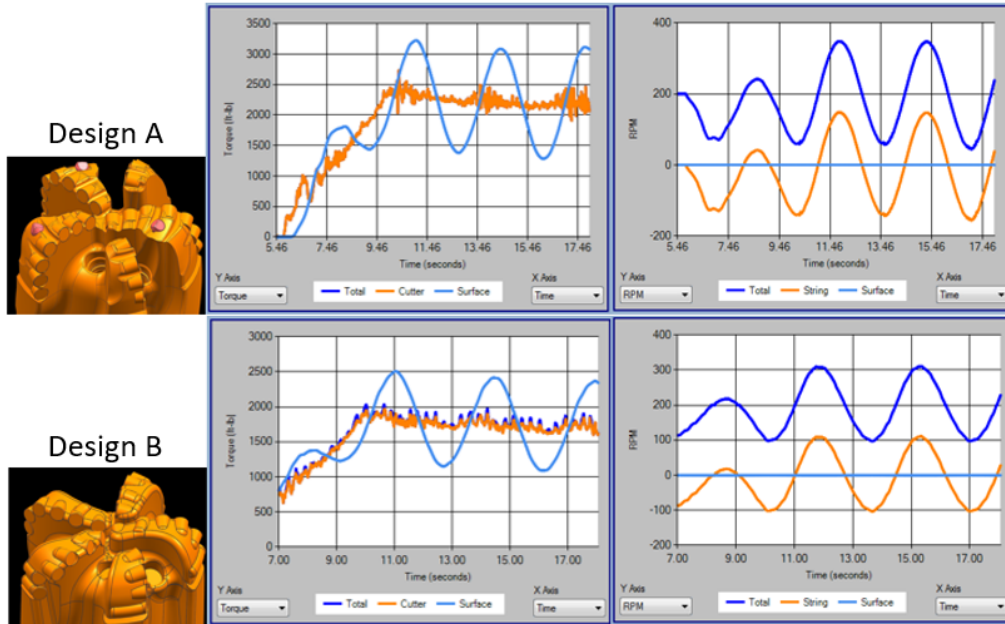 Design A
3500
3000
2500
2000
1500
1000
500
0
Torque (ft-lb)
5.46 7.46 9.46 11.46 13.46 15.46 17.46
Time (seconds)
Y Axis
Torque
Total Cutter Surface
X Axis
Time
400
200
0
-200
RPM
5.46 7.46 9.46 11.46 13.46 15.46 17.46
Time (seconds)
Y Axis
RPM
Total String Surface
X Axis
Time
Design B
3000
2500
2000
1500
1000
500
0
Torque (ft-lb)
7.00 9.00 11.00 13.00 15.00 17.00
Time (seconds)
Y Axis
Torque
Total Cutter Surface
X Axis
Time
400
300
200
100
0
-100
-200
RPM
7.00 9.00 11.00 13.00 15.00 17.00
Time (seconds)
Y Axis
RPM
Total String Surface
X Axis
Time